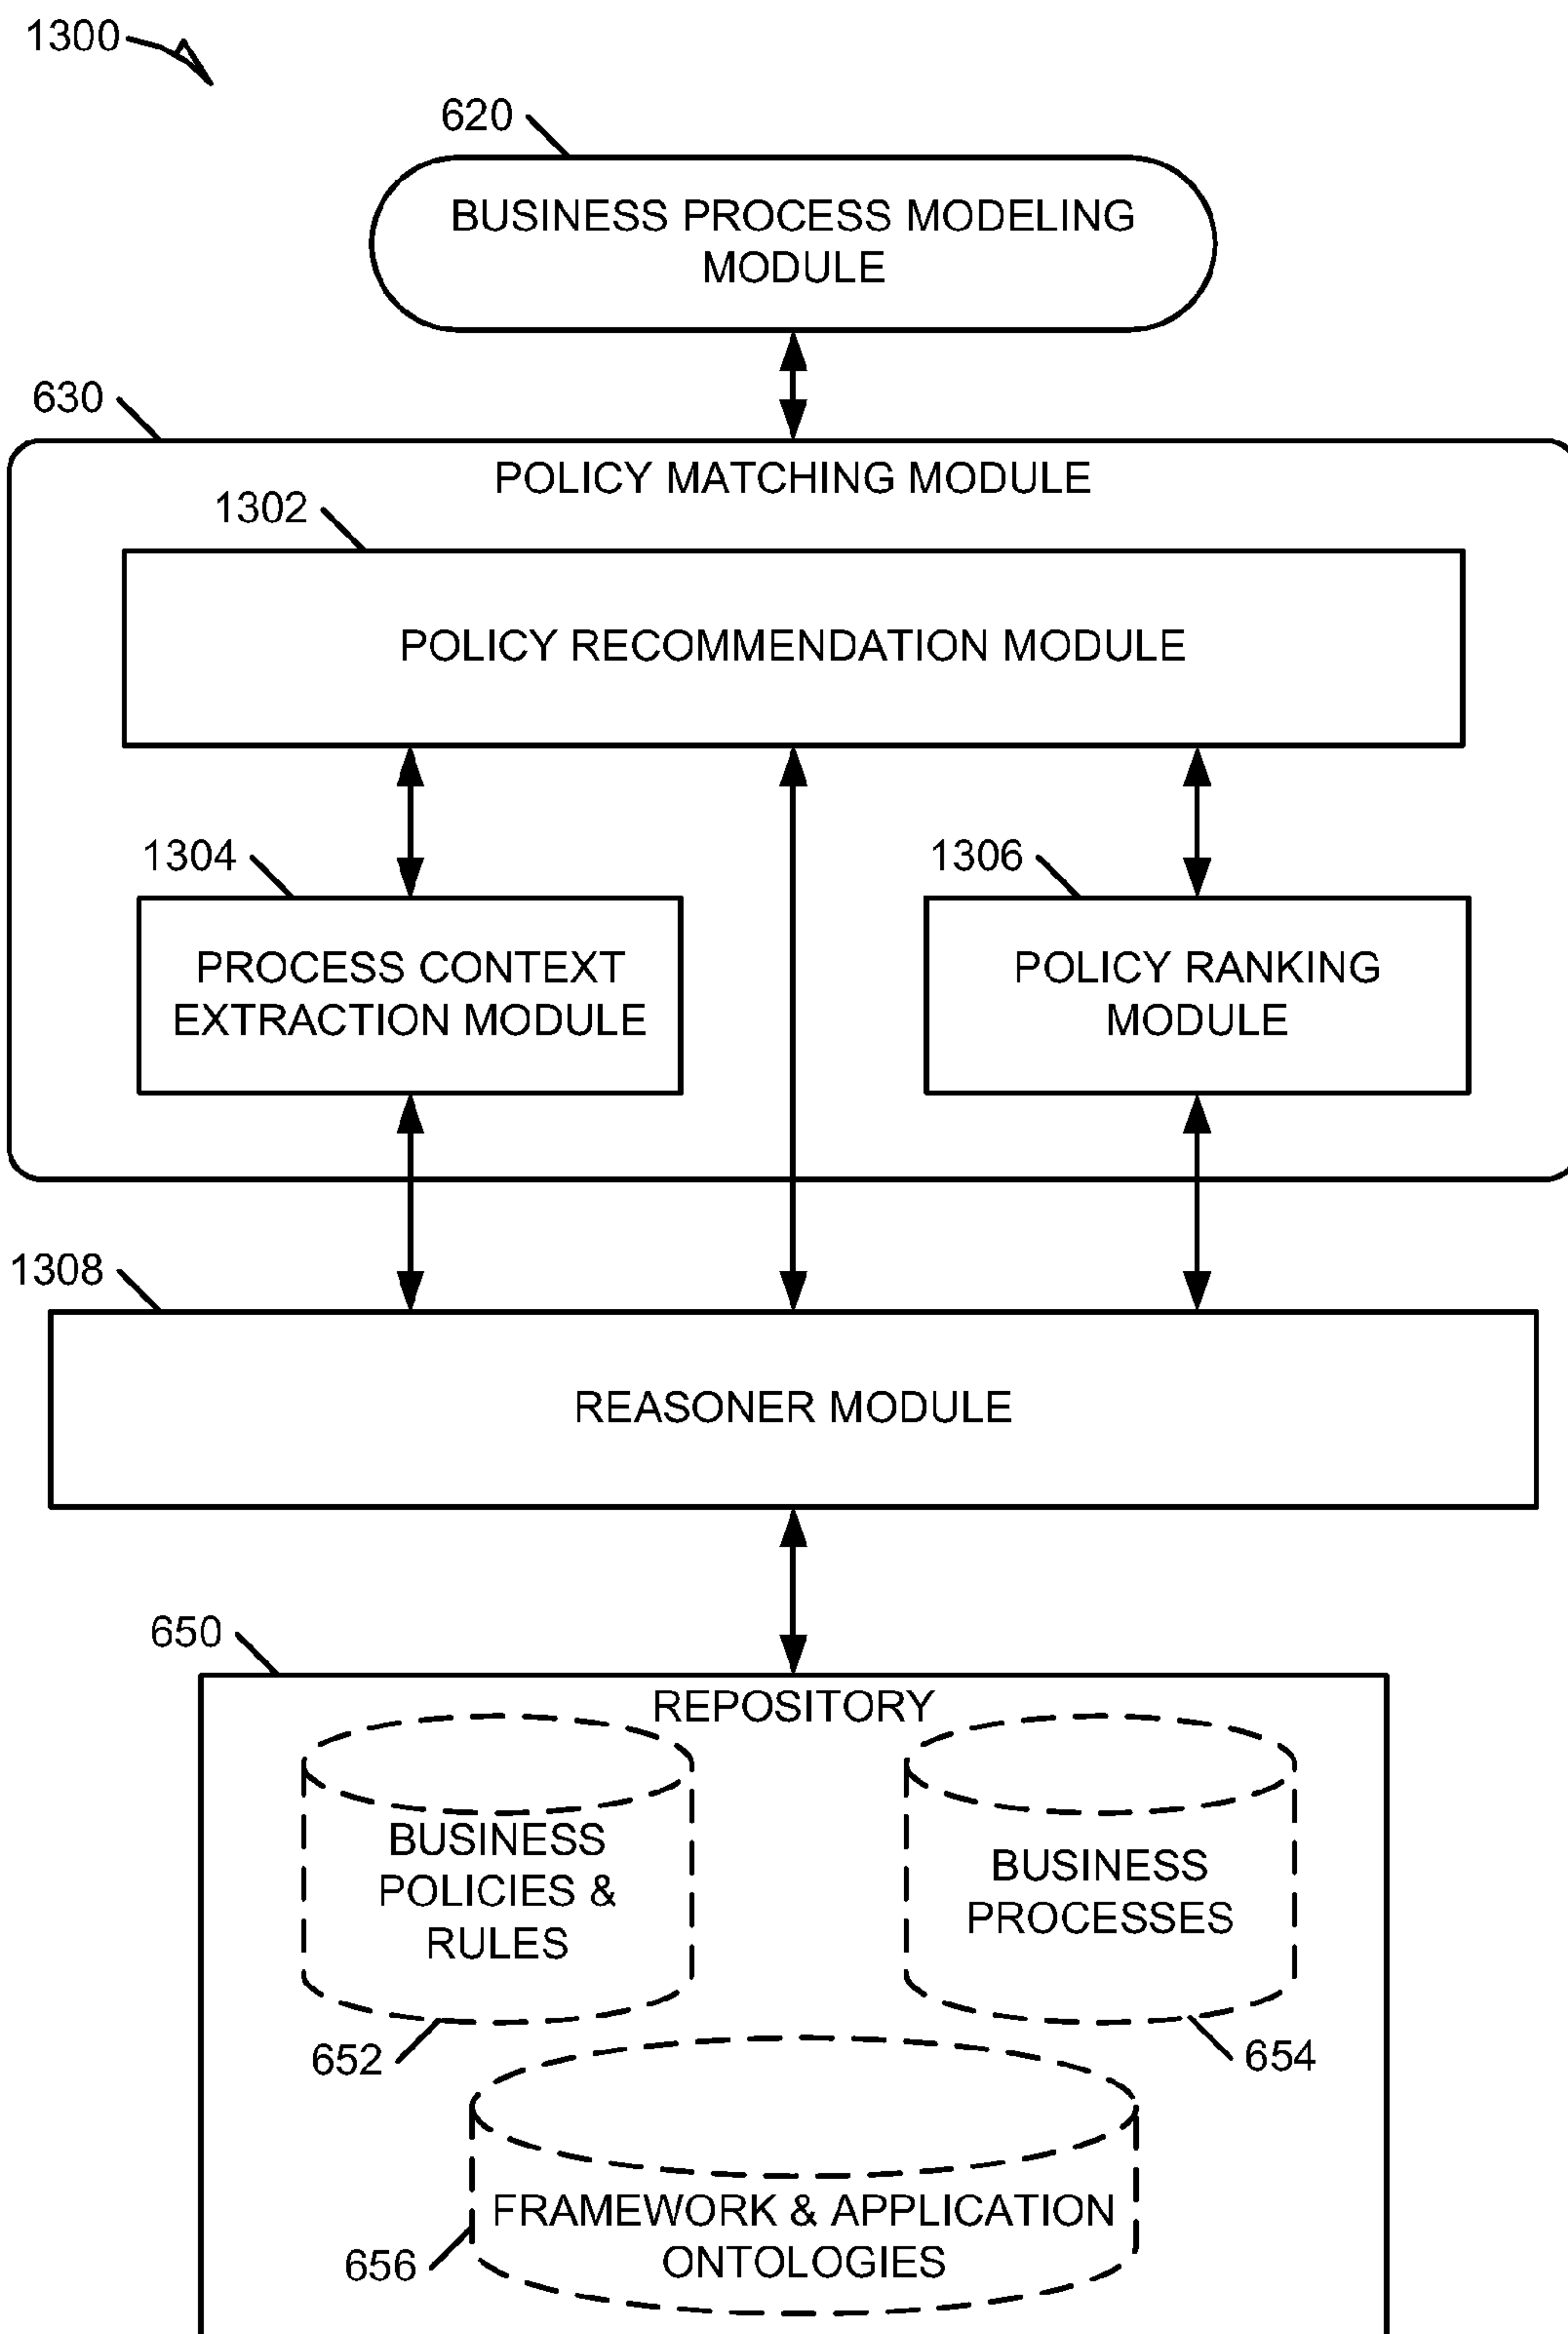 1300
620
BUSINESS PROCESS MODELING
MODULE
630
POLICY MATCHING MODULE
1302
POLICY RECOMMENDATION MODULE
1304
1306
PROCESS CONTEXT
EXTRACTION MODULE
POLICY RANKING
MODULE
1308
REASONER MODULE
650
REPOSITORY
BUSINESS
POLICIES &
RULES
BUSINESS
PROCESSES
652
654
FRAMEWORK & APPLICATION
ONTOLOGIES
656